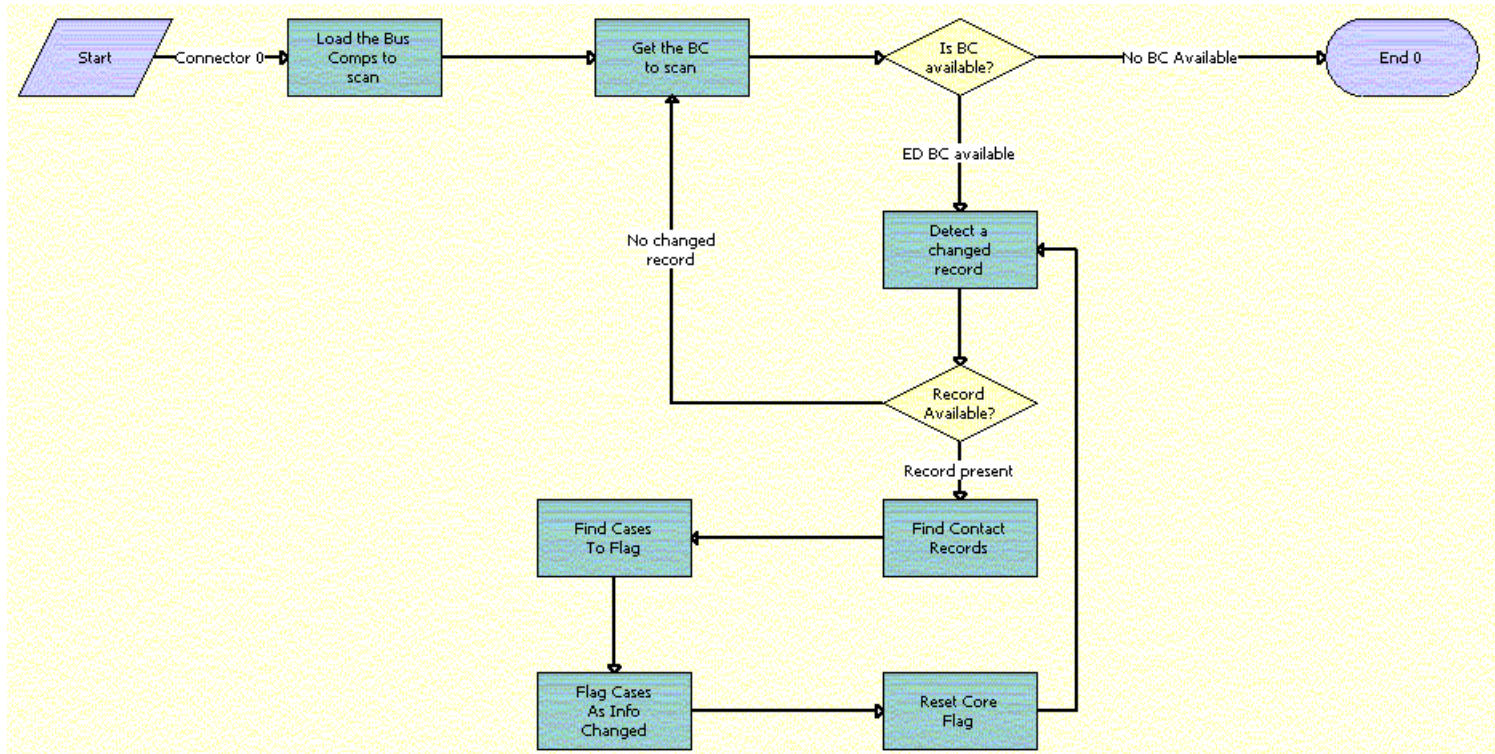 Start
Connector 0
Load the Bus
Comps to
scan
Get the BC
to scan
Is BC
available?
No BC Available
End 0
ED BC available
Detect a
changed
record
No changed
record
Record
Available?
Record present
Find Cases
To Flag
Find Contact
Records
Flag Cases
As Info
Changed
Reset Core
Flag